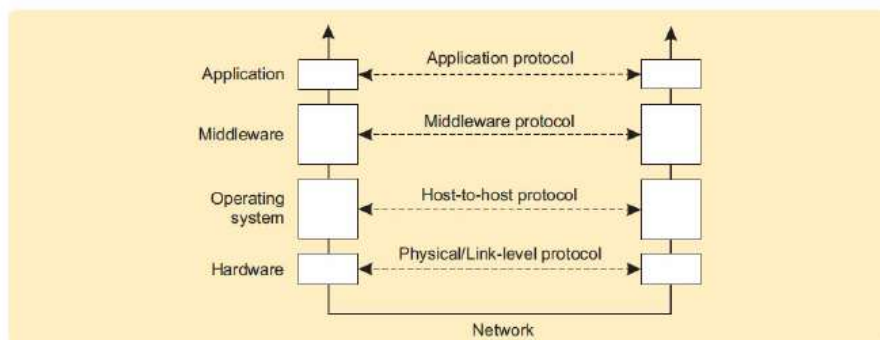 Application
Application protocol
Middleware
Middleware protocol
Operating
system
Host-to-host protocol
Hardware
Physical/Link-level protocol
Network